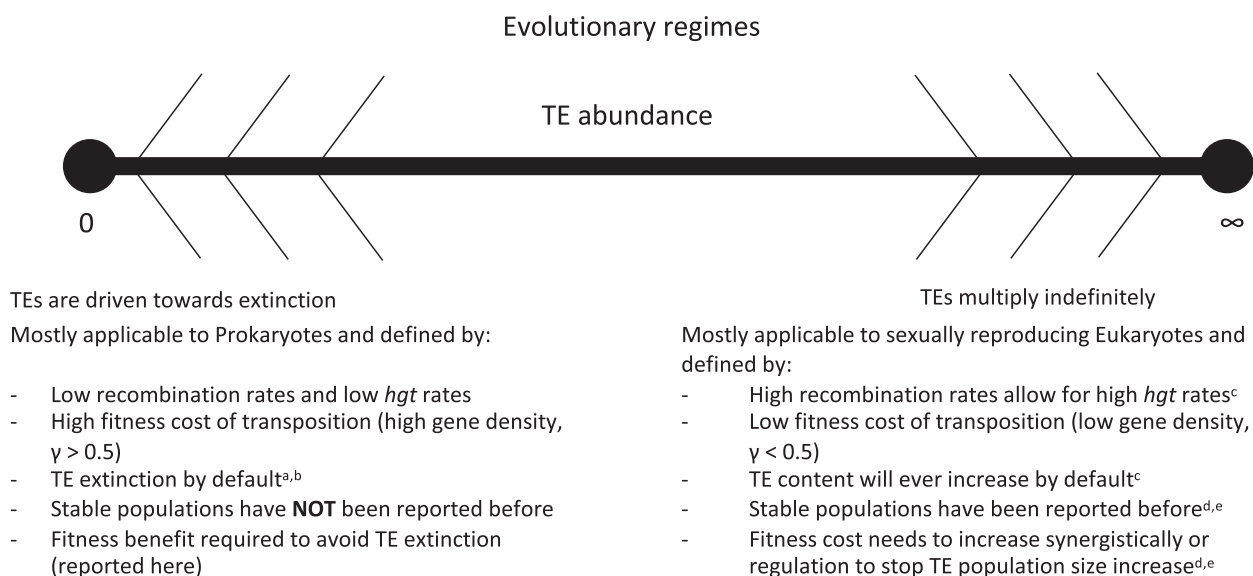 Evolutionary regimes
TE abundance
0
∞
TEs are driven towards extinction
Mostly applicable to Prokaryotes and defined by:
- Low recombination rates and low hgt rates
- High fitness cost of transposition (high gene density,
γ > 0.5)
- TE extinction by defaultᵃ,ᵇ
- Stable populations have NOT been reported before
- Fitness benefit required to avoid TE extinction
(reported here)
TEs multiply indefinitely
Mostly applicable to sexually reproducing Eukaryotes and
defined by:
- High recombination rates allow for high hgt ratesᶜ
- Low fitness cost of transposition (low gene density,
γ < 0.5)
- TE content will ever increase by defaultᶜ
- Stable populations have been reported beforeᵈ,ᵉ
- Fitness cost needs to increase synergistically or
regulation to stop TE population size increaseᵈ,ᵉ